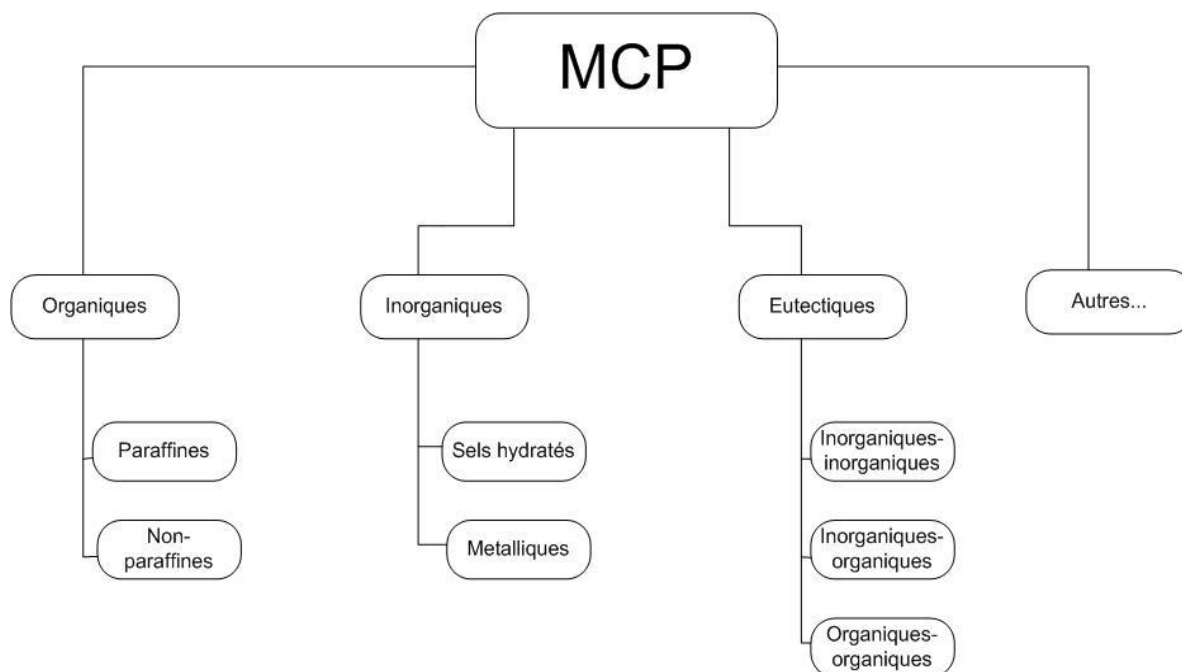 MCP
Organiques
Inorganiques
Eutectiques
Autres...
Paraffines
Sels hydratés
Inorganiques-
inorganiques
Non-
paraffines
Metalliques
Inorganiques-
organiques
Organiques-
organiques